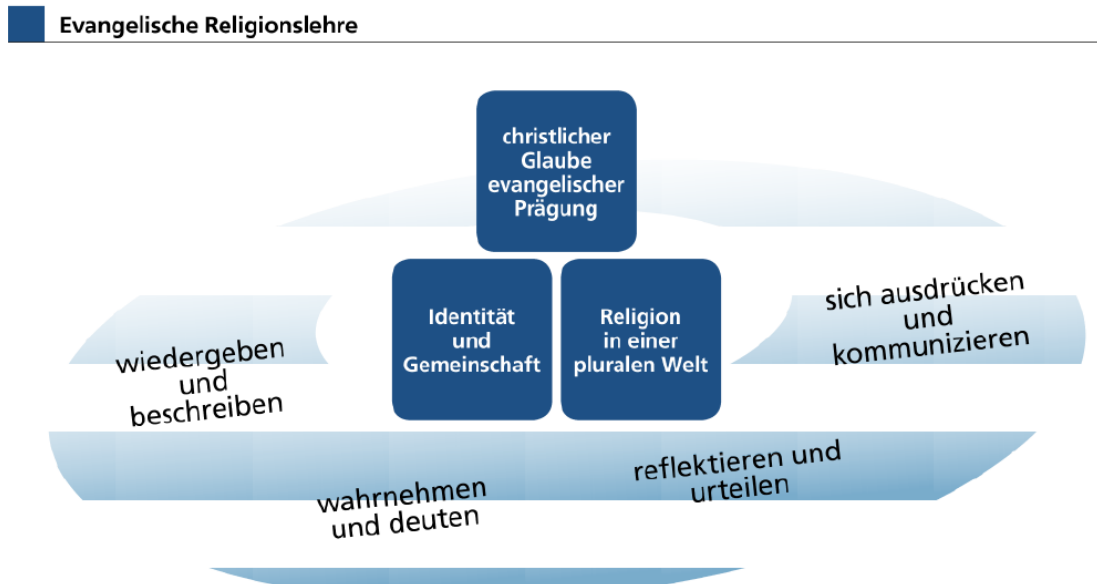 Evangelische Religionslehre
christlicher
Glaube
evangelischer
Prägung
Identität
und
Gemeinschaft
Religion
in einer
pluralen Welt
wiedergeben
und
beschreiben
wahrnehmen
und deuten
reflektieren und
urteilen
sich ausdrücken
und
kommunizieren